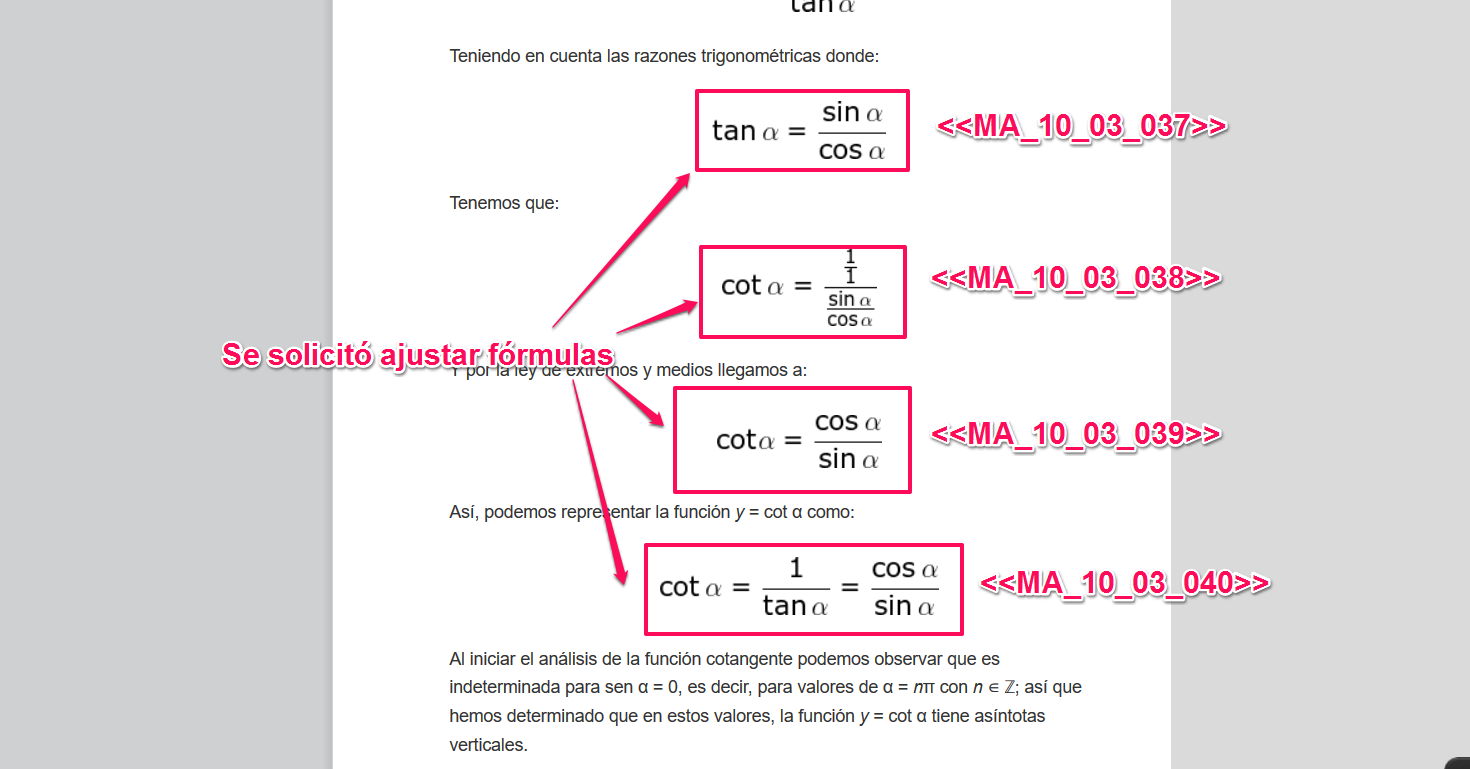 tan α
Teniendo en cuenta las razones trigonométricas donde:
tan α = sin α / cos α <<MA_10_03_037>>
Tenemos que:
cot α = 1/1 / sin α / cos α <<MA_10_03_038>>
Se solicitó ajustar fórmulas
Y por la ley de extremos y medios llegamos a:
cot α = cos α / sin α <<MA_10_03_039>>
Así, podemos representar la función y = cot α como:
cot α = 1 / tan α = cos α / sin α <<MA_10_03_040>>
Al iniciar el análisis de la función cotangente podemos observar que es
indeterminada para sen α = 0, es decir, para valores de α = nπ con n ∈ ℤ; así que
hemos determinado que en estos valores, la función y = cot α tiene asíntotas
verticales.